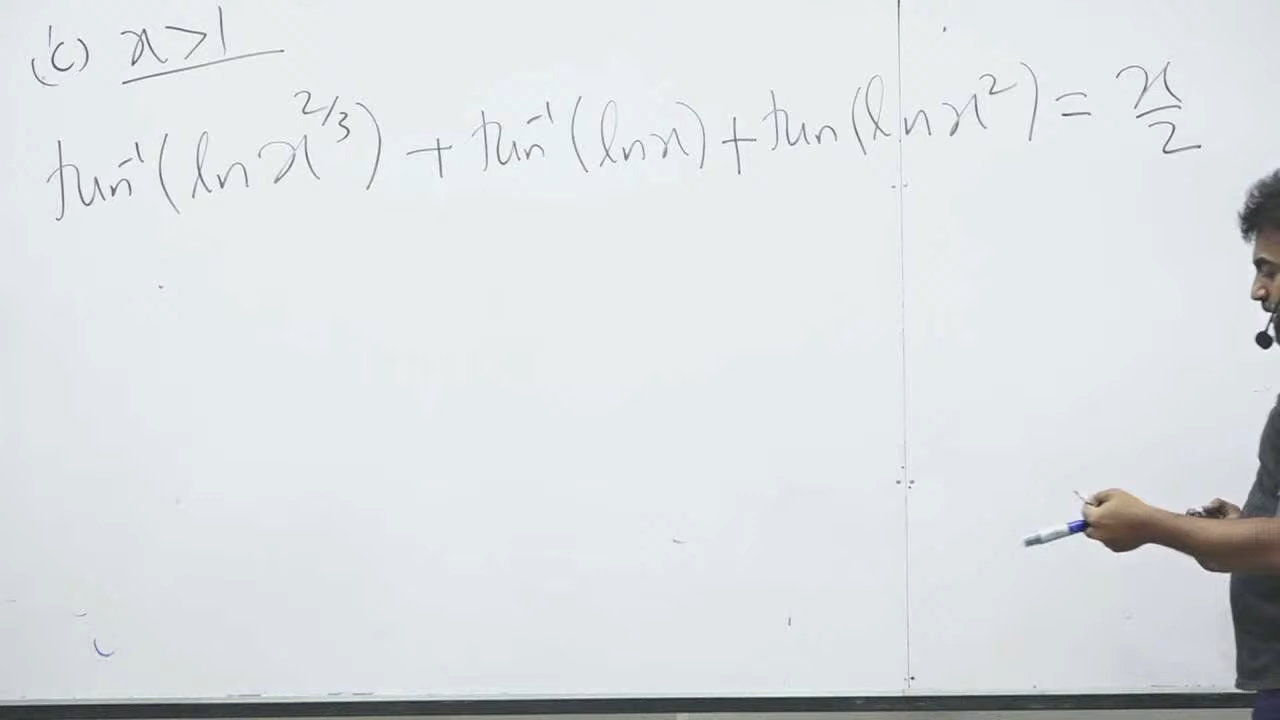 (c) x>1
tan⁻¹(ln x^2/3) + tan⁻¹(ln x) + tan(ln x²) = x/2